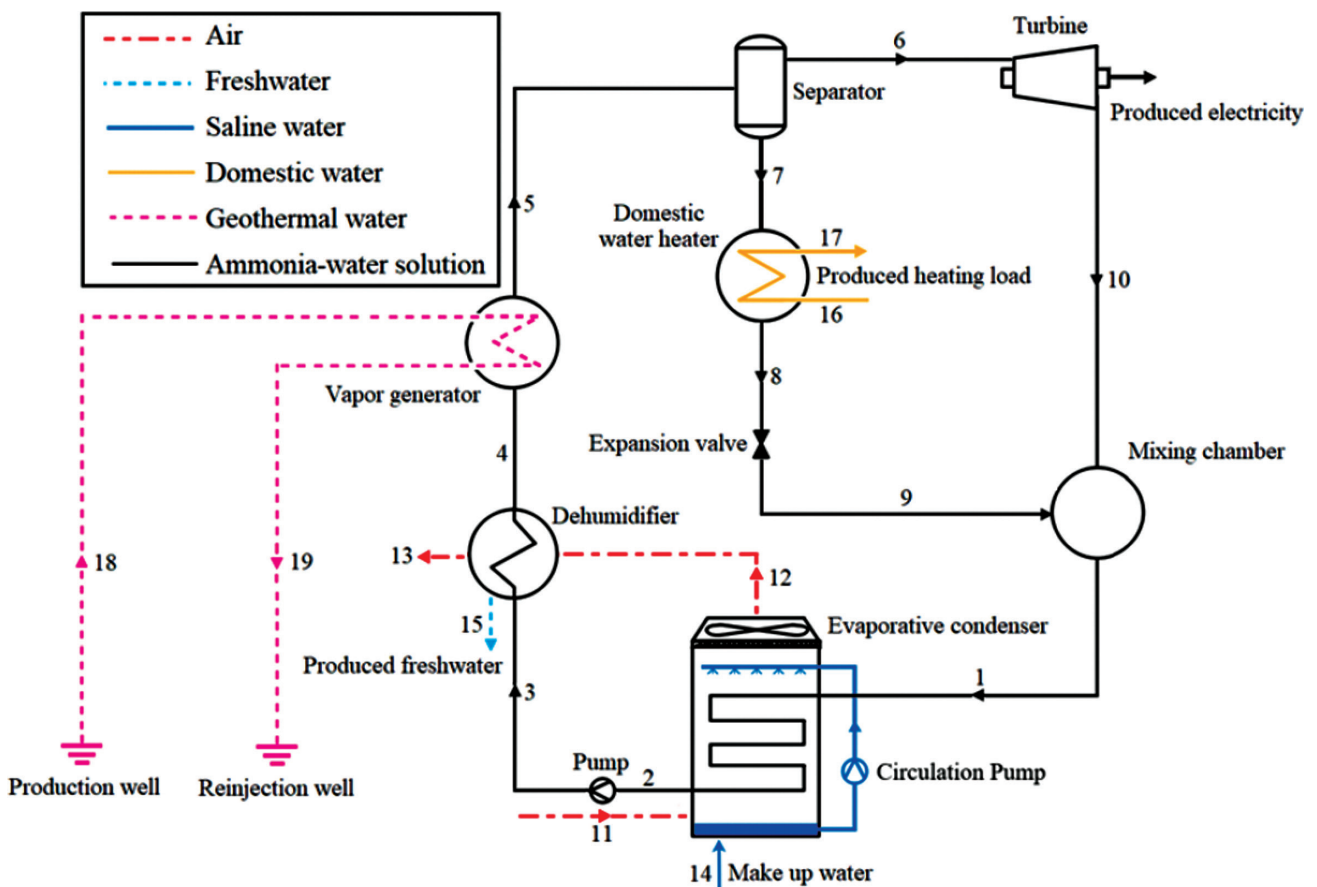 Air
Freshwater
Saline water
Domestic water
Geothermal water
Ammonia-water solution
6
Turbine
Separator
Produced electricity
5
7
Domestic
water heater
17
Produced heating load
16
10
Vapor generator
8
4
Expansion valve
Mixing chamber
9
Dehumidifier
18
19
13
12
15
Evaporative condenser
Produced freshwater
3
1
Pump
2
Circulation Pump
Production well
Reinjection well
11
14
Make up water